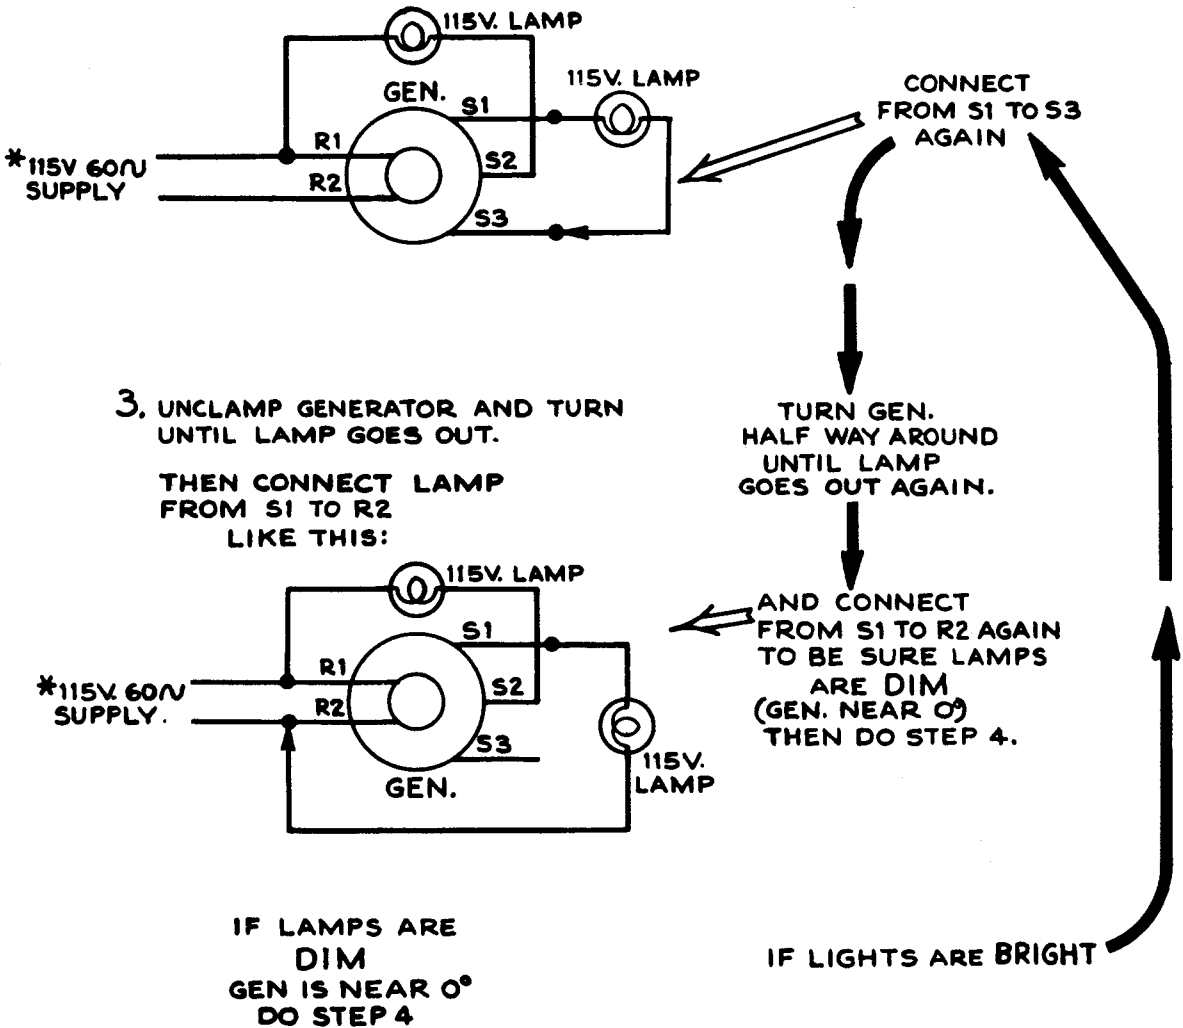 115V. LAMP
115V. LAMP
GEN.
S1
R1
S2
R2
S3
*115V 60∿
SUPPLY
CONNECT
FROM S1 TO S3
AGAIN
3. UNCLAMP GENERATOR AND TURN
UNTIL LAMP GOES OUT.
THEN CONNECT LAMP
FROM S1 TO R2
LIKE THIS:
TURN GEN.
HALF WAY AROUND
UNTIL LAMP
GOES OUT AGAIN.
115V. LAMP
S1
R1
S2
R2
S3
*115V. 60∿
SUPPLY.
GEN.
115V.
LAMP
AND CONNECT
FROM S1 TO R2 AGAIN
TO BE SURE LAMPS
ARE DIM
(GEN. NEAR 0°)
THEN DO STEP 4.
IF LAMPS ARE
DIM
GEN IS NEAR 0°
DO STEP 4
IF LIGHTS ARE BRIGHT